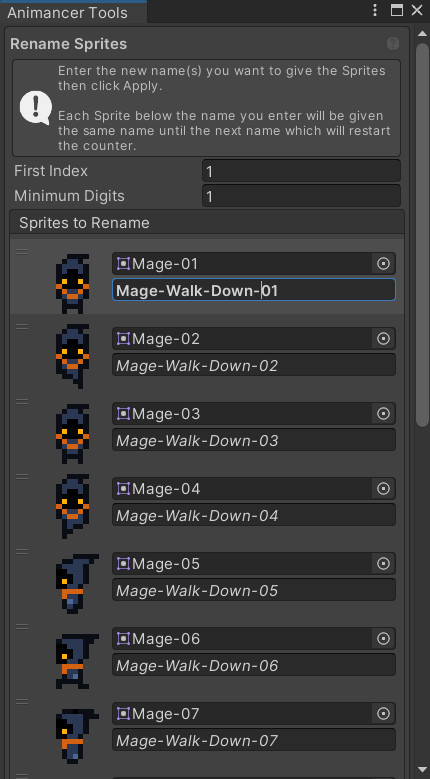 Animancer Tools
Rename Sprites
Enter the new name(s) you want to give the Sprites
then click Apply.
Each Sprite below the name you enter will be given
the same name until the next name which will restart
the counter.
First Index
1
Minimum Digits
1
Sprites to Rename
Mage-01
Mage-Walk-Down-01
Mage-02
Mage-Walk-Down-02
Mage-03
Mage-Walk-Down-03
Mage-04
Mage-Walk-Down-04
Mage-05
Mage-Walk-Down-05
Mage-06
Mage-Walk-Down-06
Mage-07
Mage-Walk-Down-07